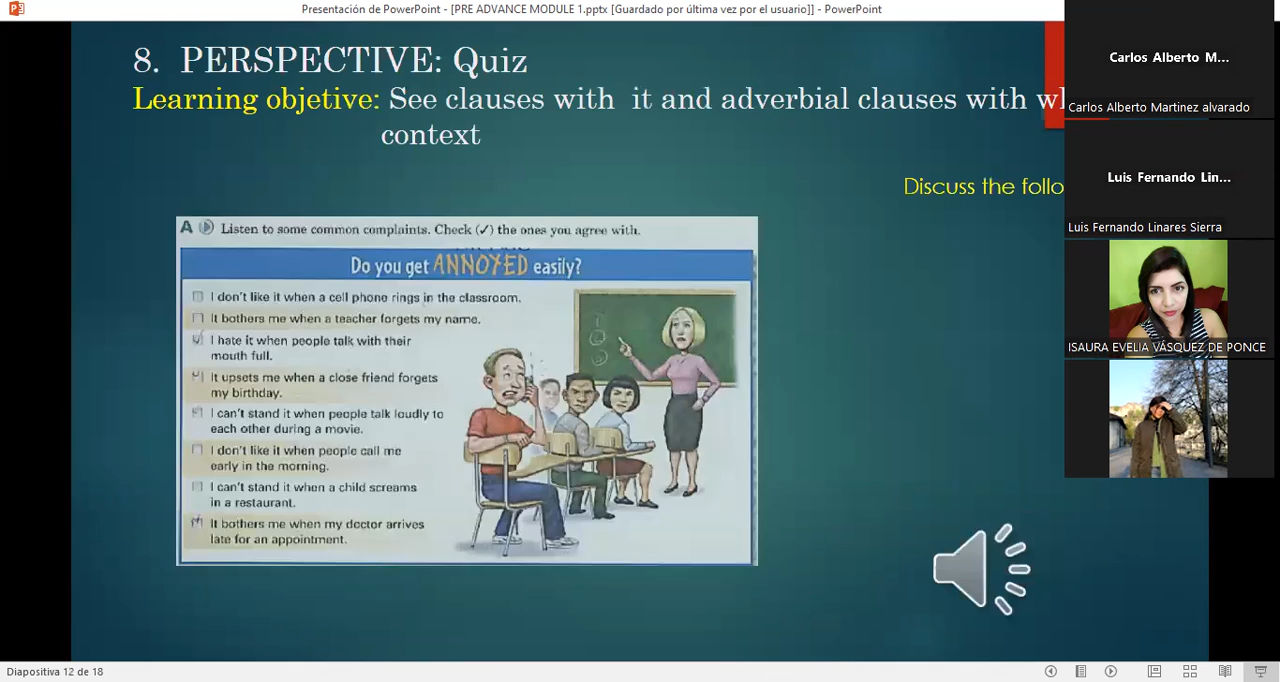 Presentación de PowerPoint - [PRE ADVANCE MODULE 1.pptx [Guardado por última vez por el usuario]] - PowerPoint
8. PERSPECTIVE: Quiz
Learning objetive: See clauses with it and adverbial clauses with
context
Discuss the
A Listen to some common complaints. Check (✓) the ones you agree with.
Do you get ANNOYED easily?
I don't like it when a cell phone rings in the classroom.
It bothers me when a teacher forgets my name.
I hate it when people talk with their
mouth full.
It upsets me when a close friend forgets
my birthday.
I can't stand it when people talk loudly to
each other during a movie.
I don't like it when people call me
early in the morning.
I can't stand it when a child screams
in a restaurant.
It bothers me when my doctor arrives
late for an appointment.
Carlos Alberto M...
Carlos Alberto Martinez alvarado
Luis Fernando Lin...
Luis Fernando Linares Sierra
ISAURA EVELIA VÁSQUEZ DE PONCE
Diapositiva 12 de 18